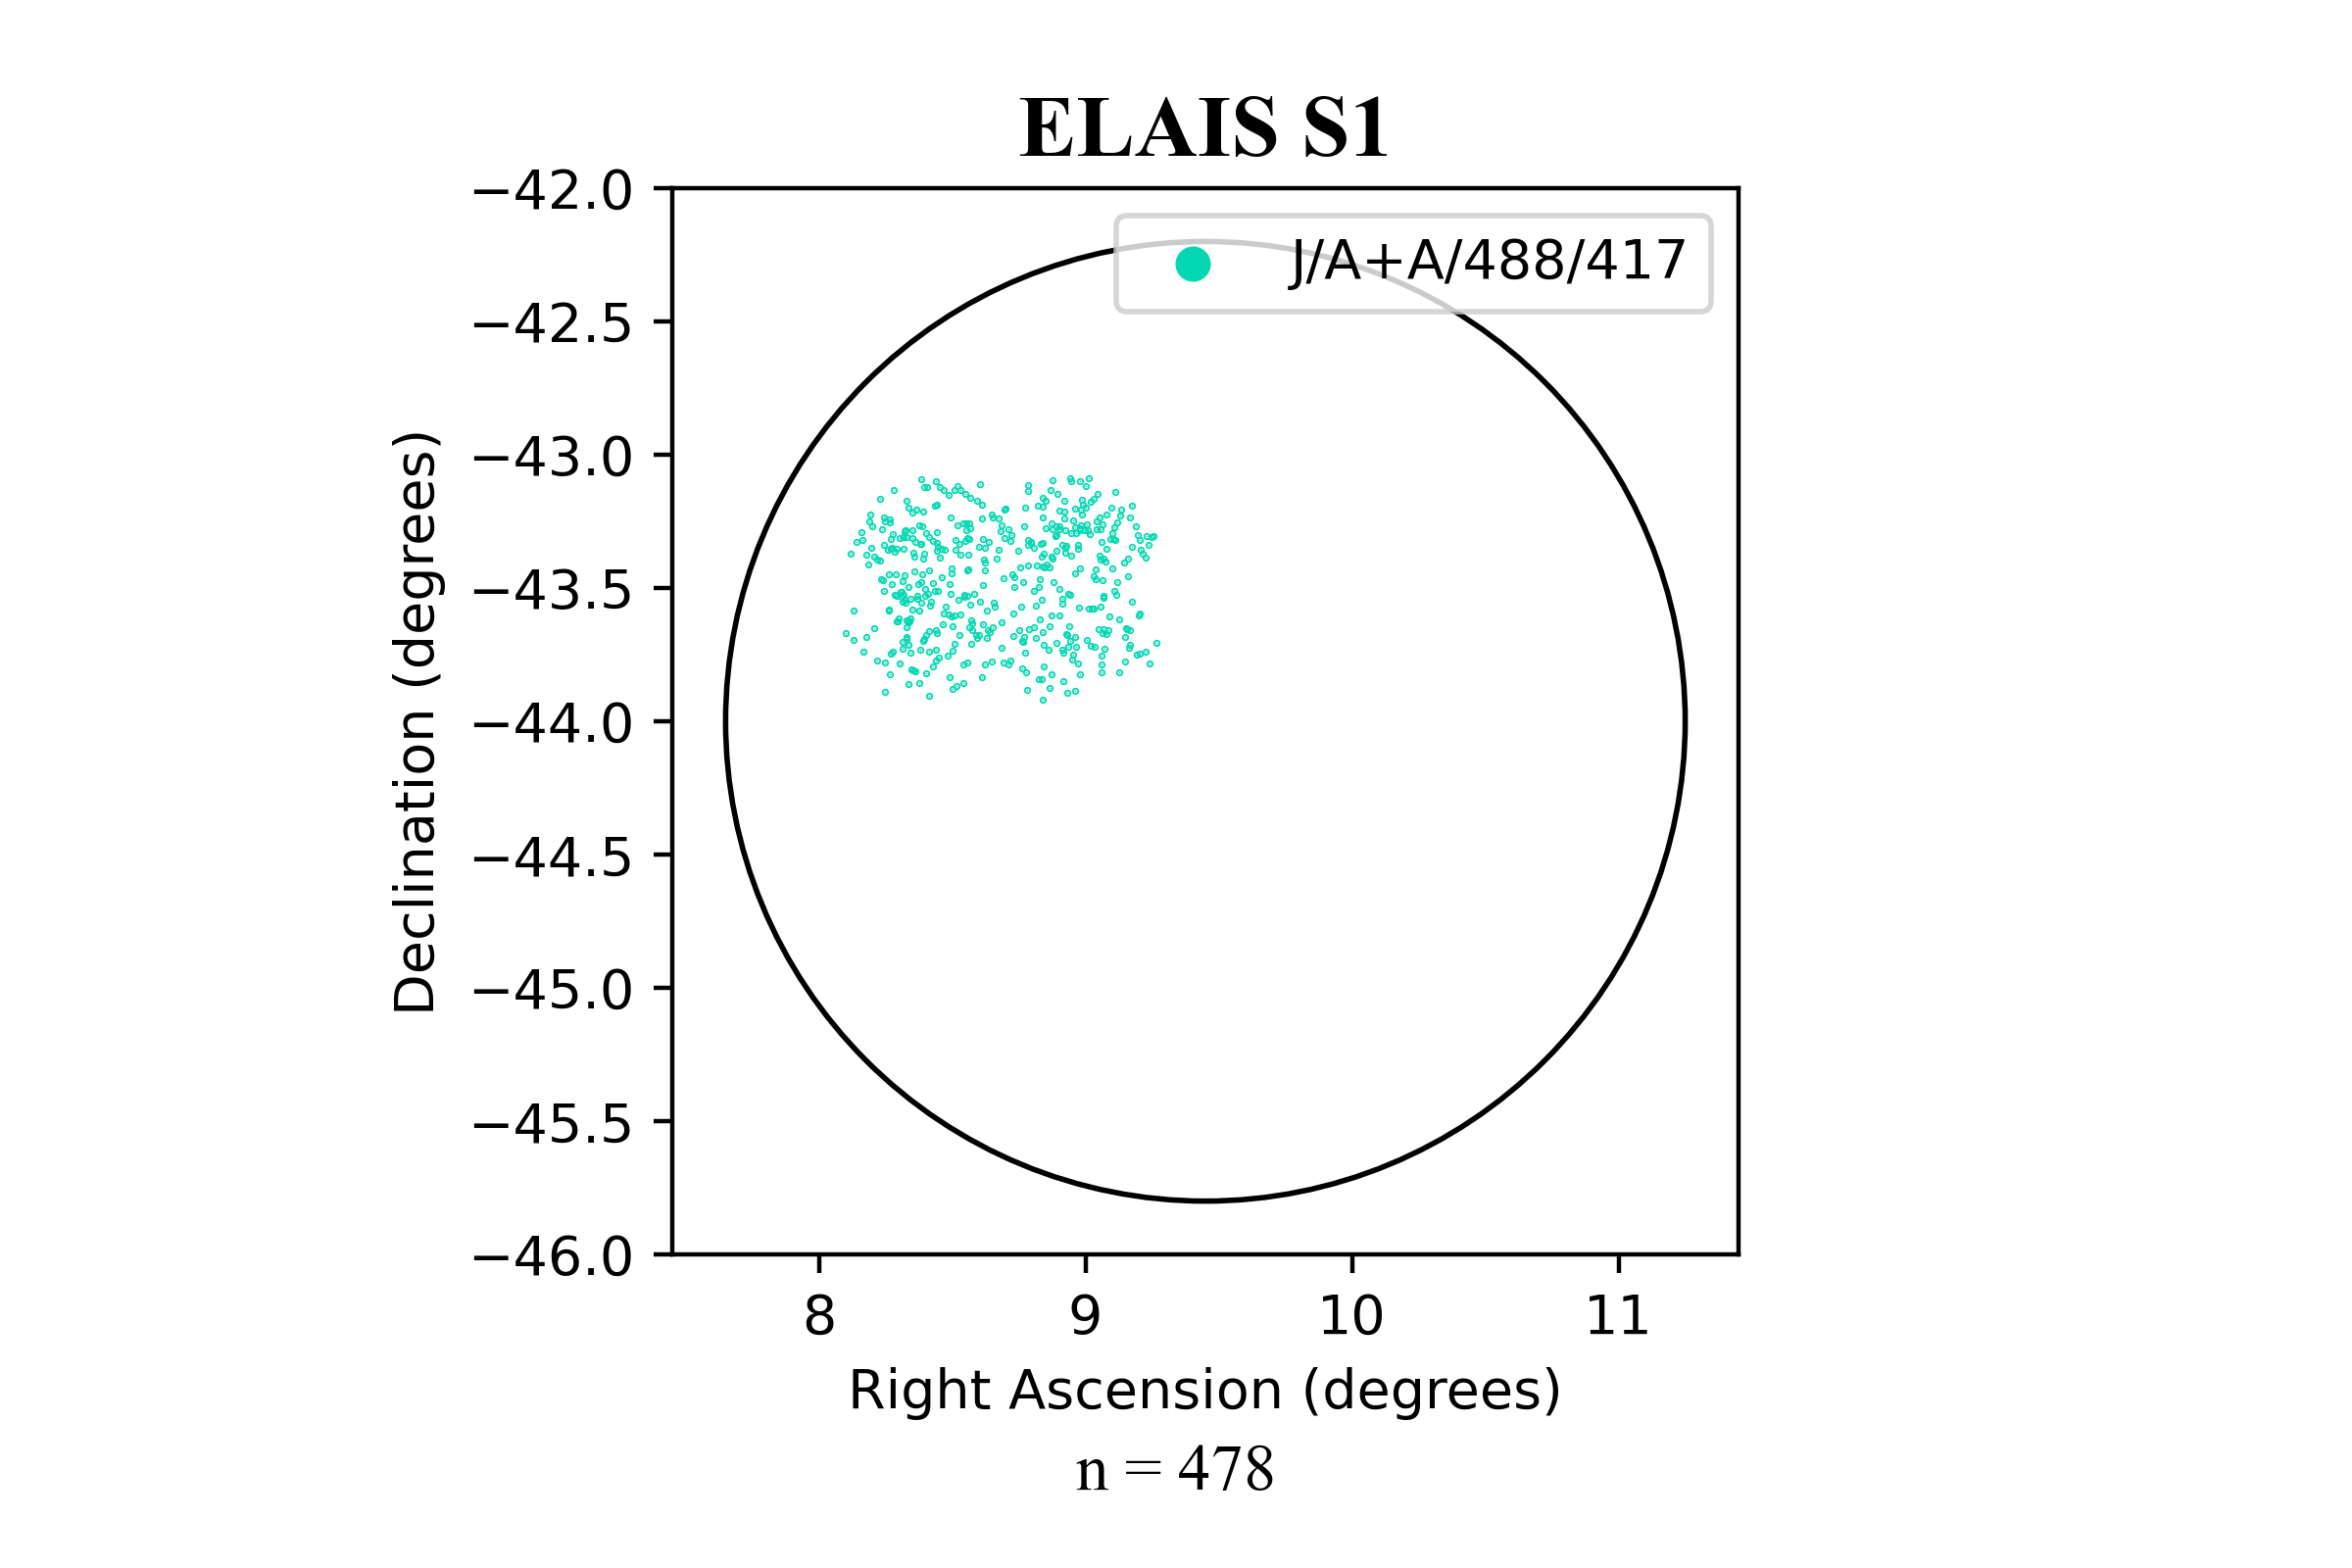 ELAIS S1
J/A+A/488/417
−42.0
−42.5
−43.0
−43.5
−44.0
−44.5
−45.0
−45.5
−46.0
Declination (degrees)
8 9 10 11
Right Ascension (degrees)
n = 478